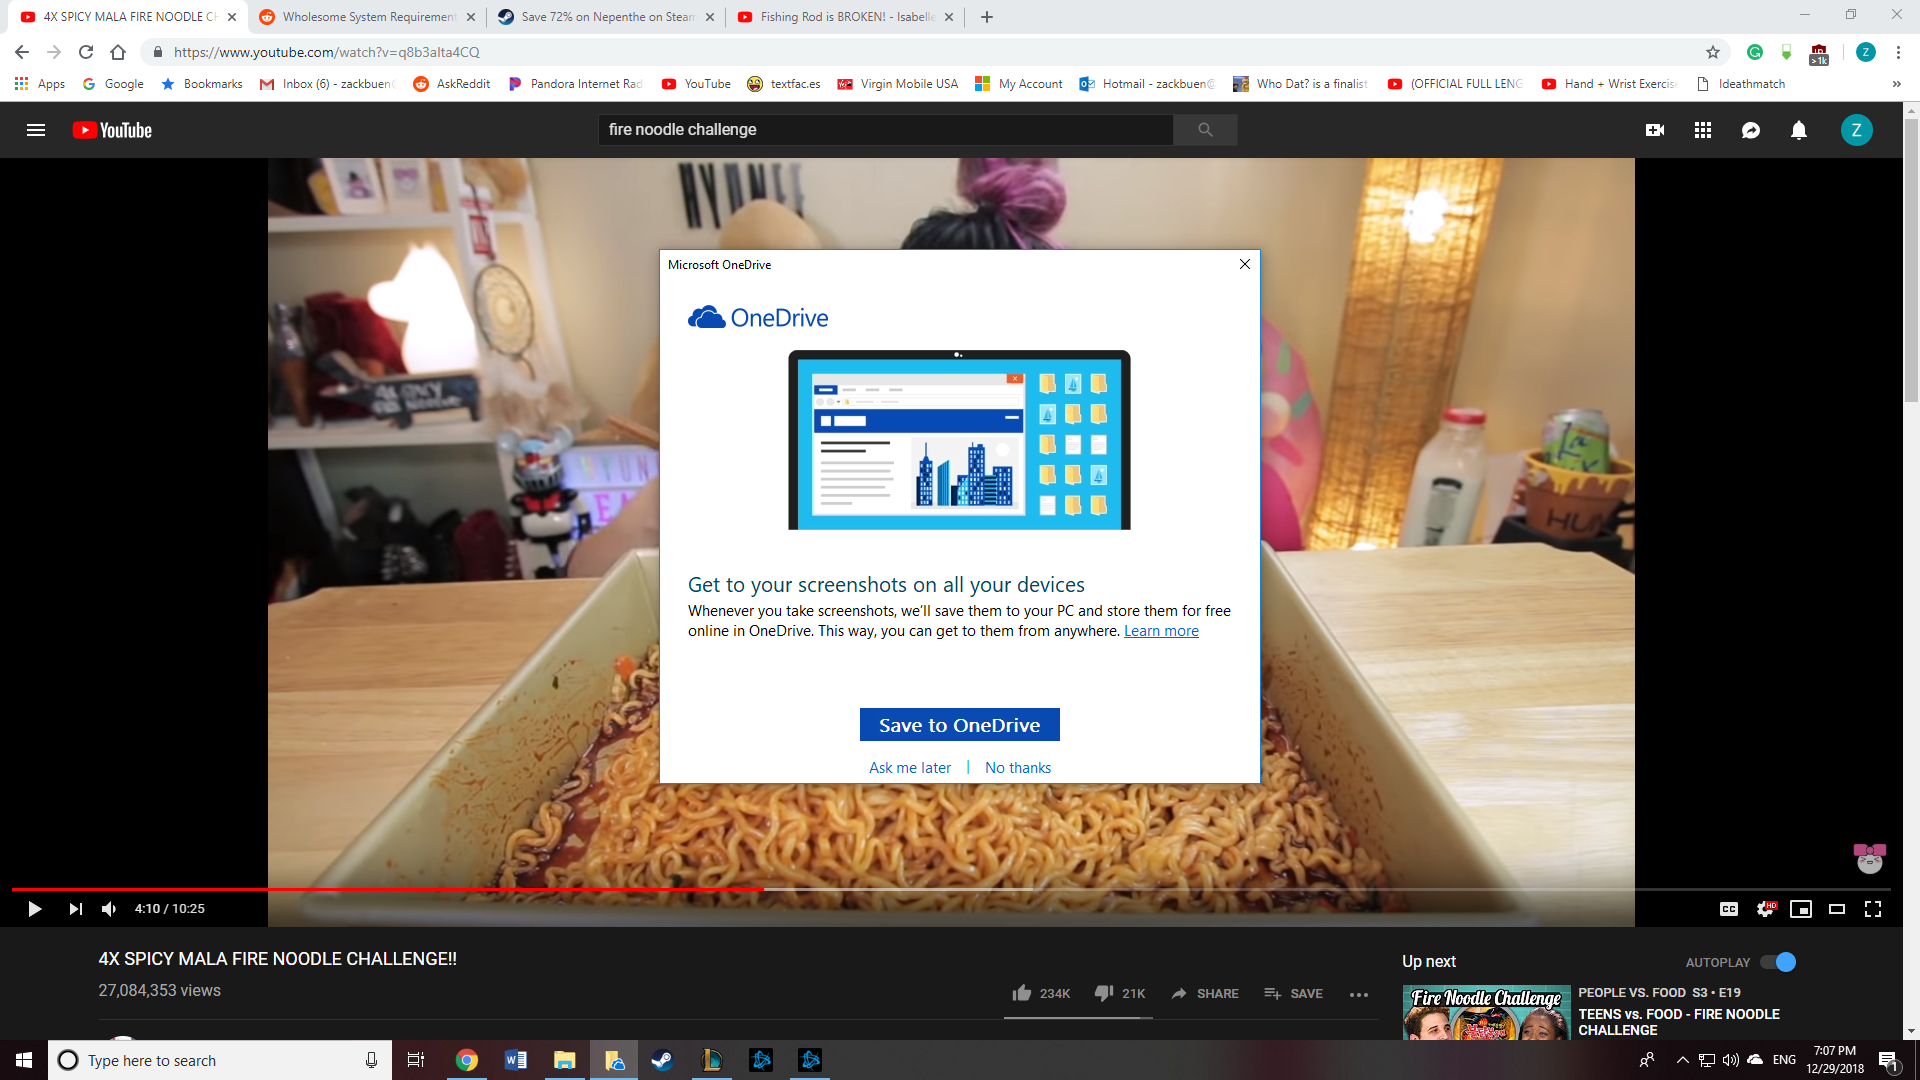 4X SPICY MALA FIRE NOODLE CH
Wholesome System Requirement
Save 72% on Nepenthe on Steam
Fishing Rod is BROKEN! - Isabelle
https://www.youtube.com/watch?v=q8b3aIta4CQ
>1k
Z
Apps
Google
Bookmarks
Inbox (6) - zackbuen
AskReddit
Pandora Internet Rad
YouTube
textfac.es
Virgin Mobile USA
My Account
Hotmail - zackbuen@
Who Dat? is a finalist
(OFFICIAL FULL LENG
Hand + Wrist Exercise
Ideathmatch
»
YouTube
fire noodle challenge
Z
Microsoft OneDrive
OneDrive
Get to your screenshots on all your devices
Whenever you take screenshots, we'll save them to your PC and store them for free
online in OneDrive. This way, you can get to them from anywhere. Learn more
Save to OneDrive
Ask me later | No thanks
4:10 / 10:25
CC
HD
4X SPICY MALA FIRE NOODLE CHALLENGE!!
27,084,353 views
234K
21K
SHARE
SAVE
Up next
AUTOPLAY
Fire Noodle Challenge
PEOPLE VS. FOOD S3 • E19
TEENS vs. FOOD - FIRE NOODLE
CHALLENGE
Type here to search
ENG
7:07 PM
12/29/2018
1